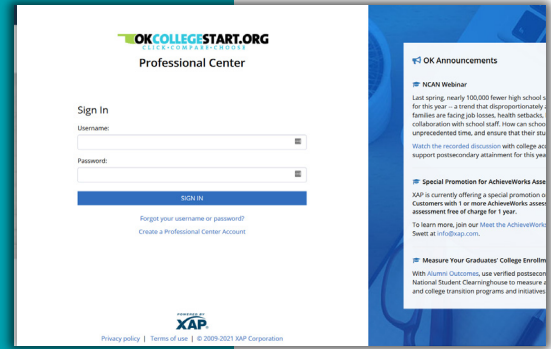 OKCOLLEGESTART.ORG
CLICK•COMPARE•CHOOSE
Professional Center
Sign In
Username:
Password:
SIGN IN
Forgot your username or password?
Create a Professional Center Account
POWERED BY
XAP
Privacy policy | Terms of use | © 2009-2021 XAP Corporation
OK Announcements
NCAN Webinar
Last spring, nearly 100,000 fewer high school s
for this year -- a trend that disproportionately
families are facing job losses, health setbacks,
collaboration with school staff. How can schoo
unprecedented time, and ensure that their stu
Watch the recorded discussion with college acc
support postsecondary attainment for this yea
Special Promotion for AchieveWorks Asse
XAP is currently offering a special promotion o
Customers with 1 or more AchieveWorks asses
assessment free of charge for 1 year.
To learn more, join our Meet the AchieveWorks
Swett at info@xap.com.
Measure Your Graduates' College Enrollm
With Alumni Outcomes, use verified postsecon
National Student Clearninghouse to measure a
and college transition programs and initiatives